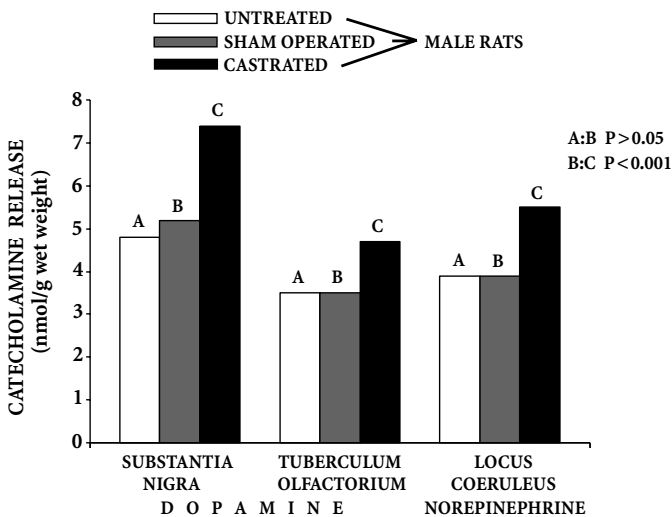 UNTREATED
SHAM OPERATED
MALE RATS
CASTRATED
CATECHOLAMINE RELEASE
(nmol/g wet weight)
8
7
6
5
4
3
2
1
0
A
B
C
A
B
C
A
B
C
A:B P>0.05
B:C P<0.001
SUBSTANTIA
NIGRA
TUBERCULUM
OLFACTORIUM
LOCUS
COERULEUS
D O P A M I N E
NOREPINEPHRINE